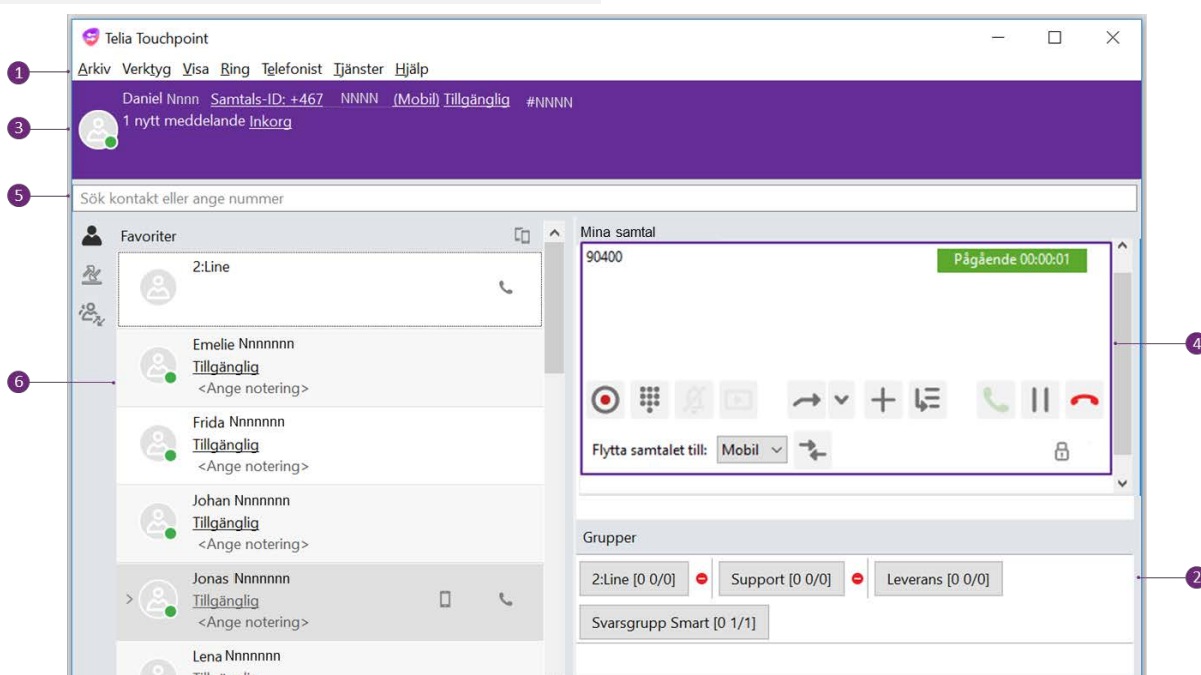 Telia Touchpoint
1
Arkiv Verktyg Visa Ring Telefonist Tjänster Hjälp
Daniel Nnnn Samtals-ID: +467 NNNN (Mobil) Tillgänglig #NNNN
3
1 nytt meddelande Inkorg
5
Sök kontakt eller ange nummer
Favoriter
2:Line
Emelie Nnnnnnn
Tillgänglig
<Ange notering>
6
Frida Nnnnnnn
Tillgänglig
<Ange notering>
Johan Nnnnnnn
Tillgänglig
<Ange notering>
Jonas Nnnnnnn
Tillgänglig
<Ange notering>
Lena Nnnnnnn
Mina samtal
90400
Pågående 00:00:01
4
Flytta samtalet till: Mobil
Grupper
2:Line [0 0/0] Support [0 0/0] Leverans [0 0/0]
2
Svarsgrupp Smart [0 1/1]